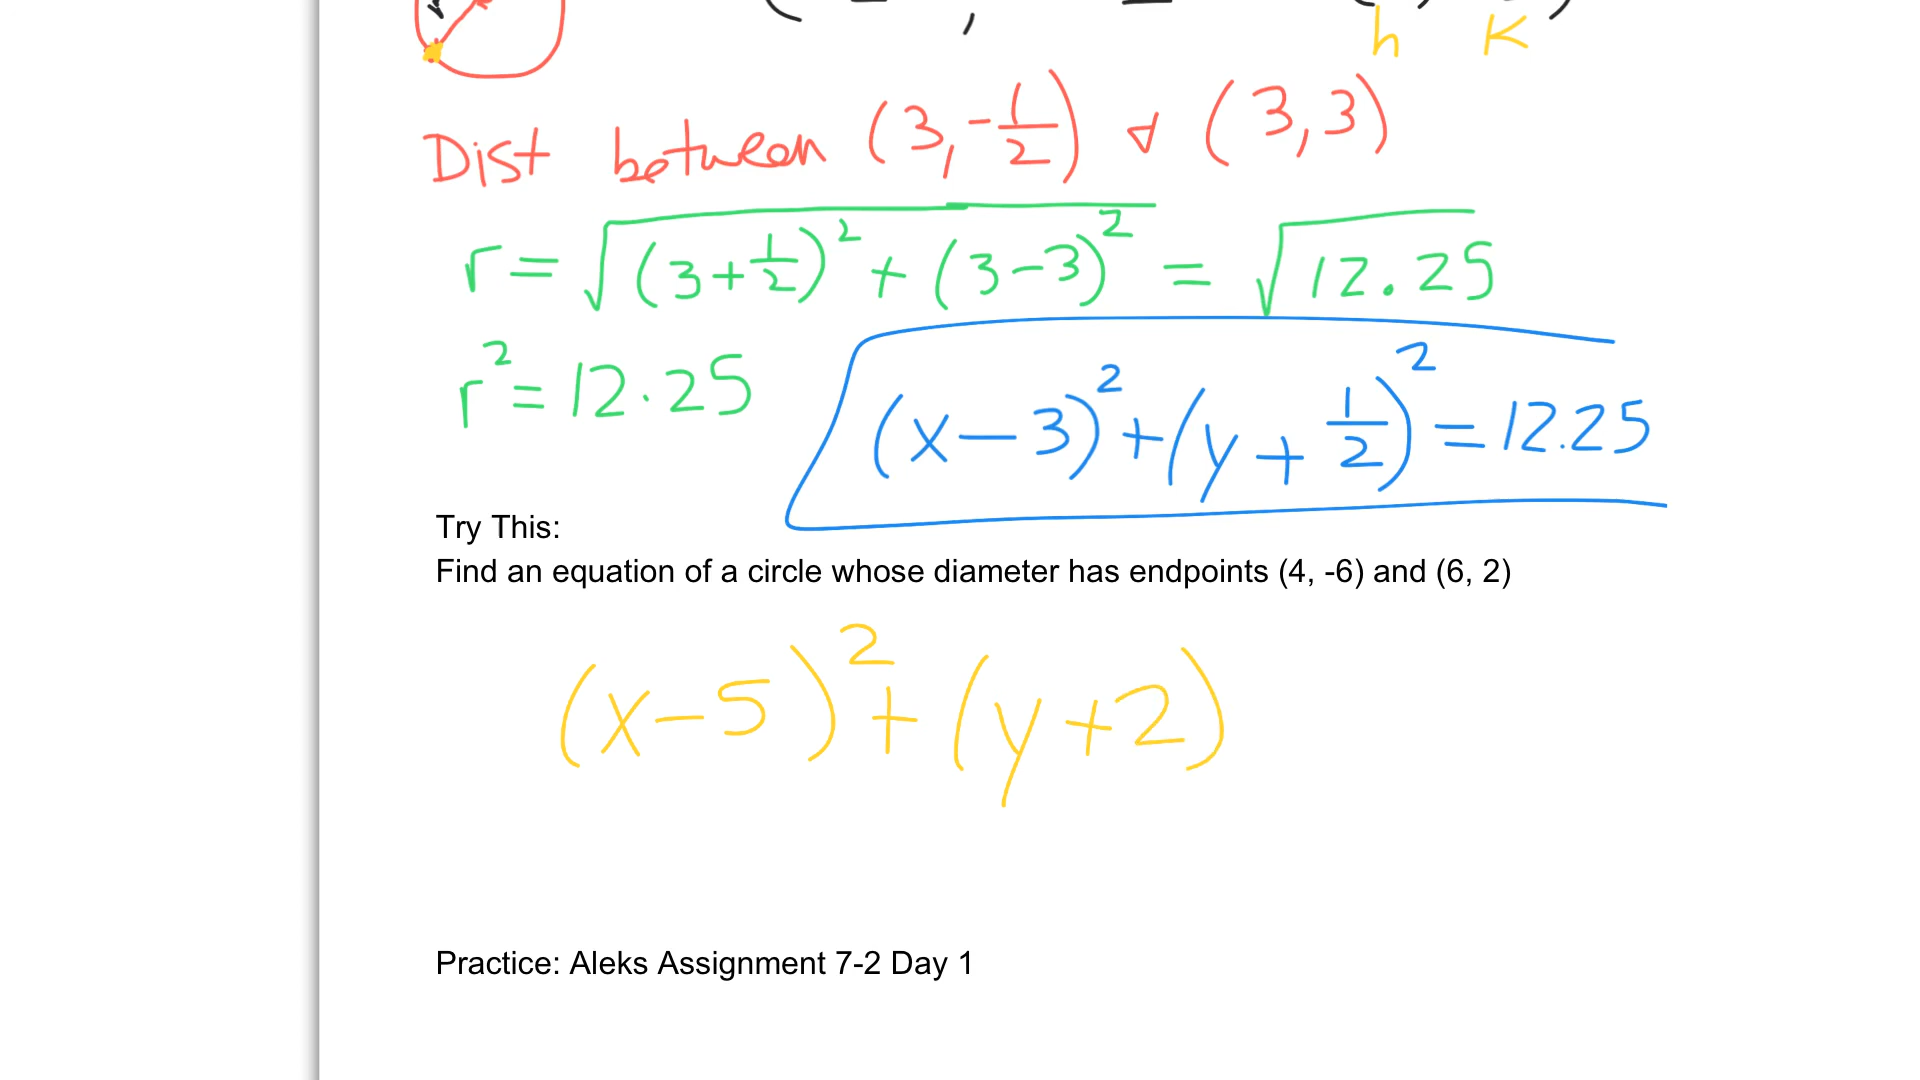 h K
Dist between (3, -1/2) & (3,3)
r = √((3+1/2)² + (3-3)²) = √12.25
r² = 12.25
(x-3)² + (y + 1/2)² = 12.25
Try This:
Find an equation of a circle whose diameter has endpoints (4, -6) and (6, 2)
(x-5)² + (y+2)
Practice: Aleks Assignment 7-2 Day 1